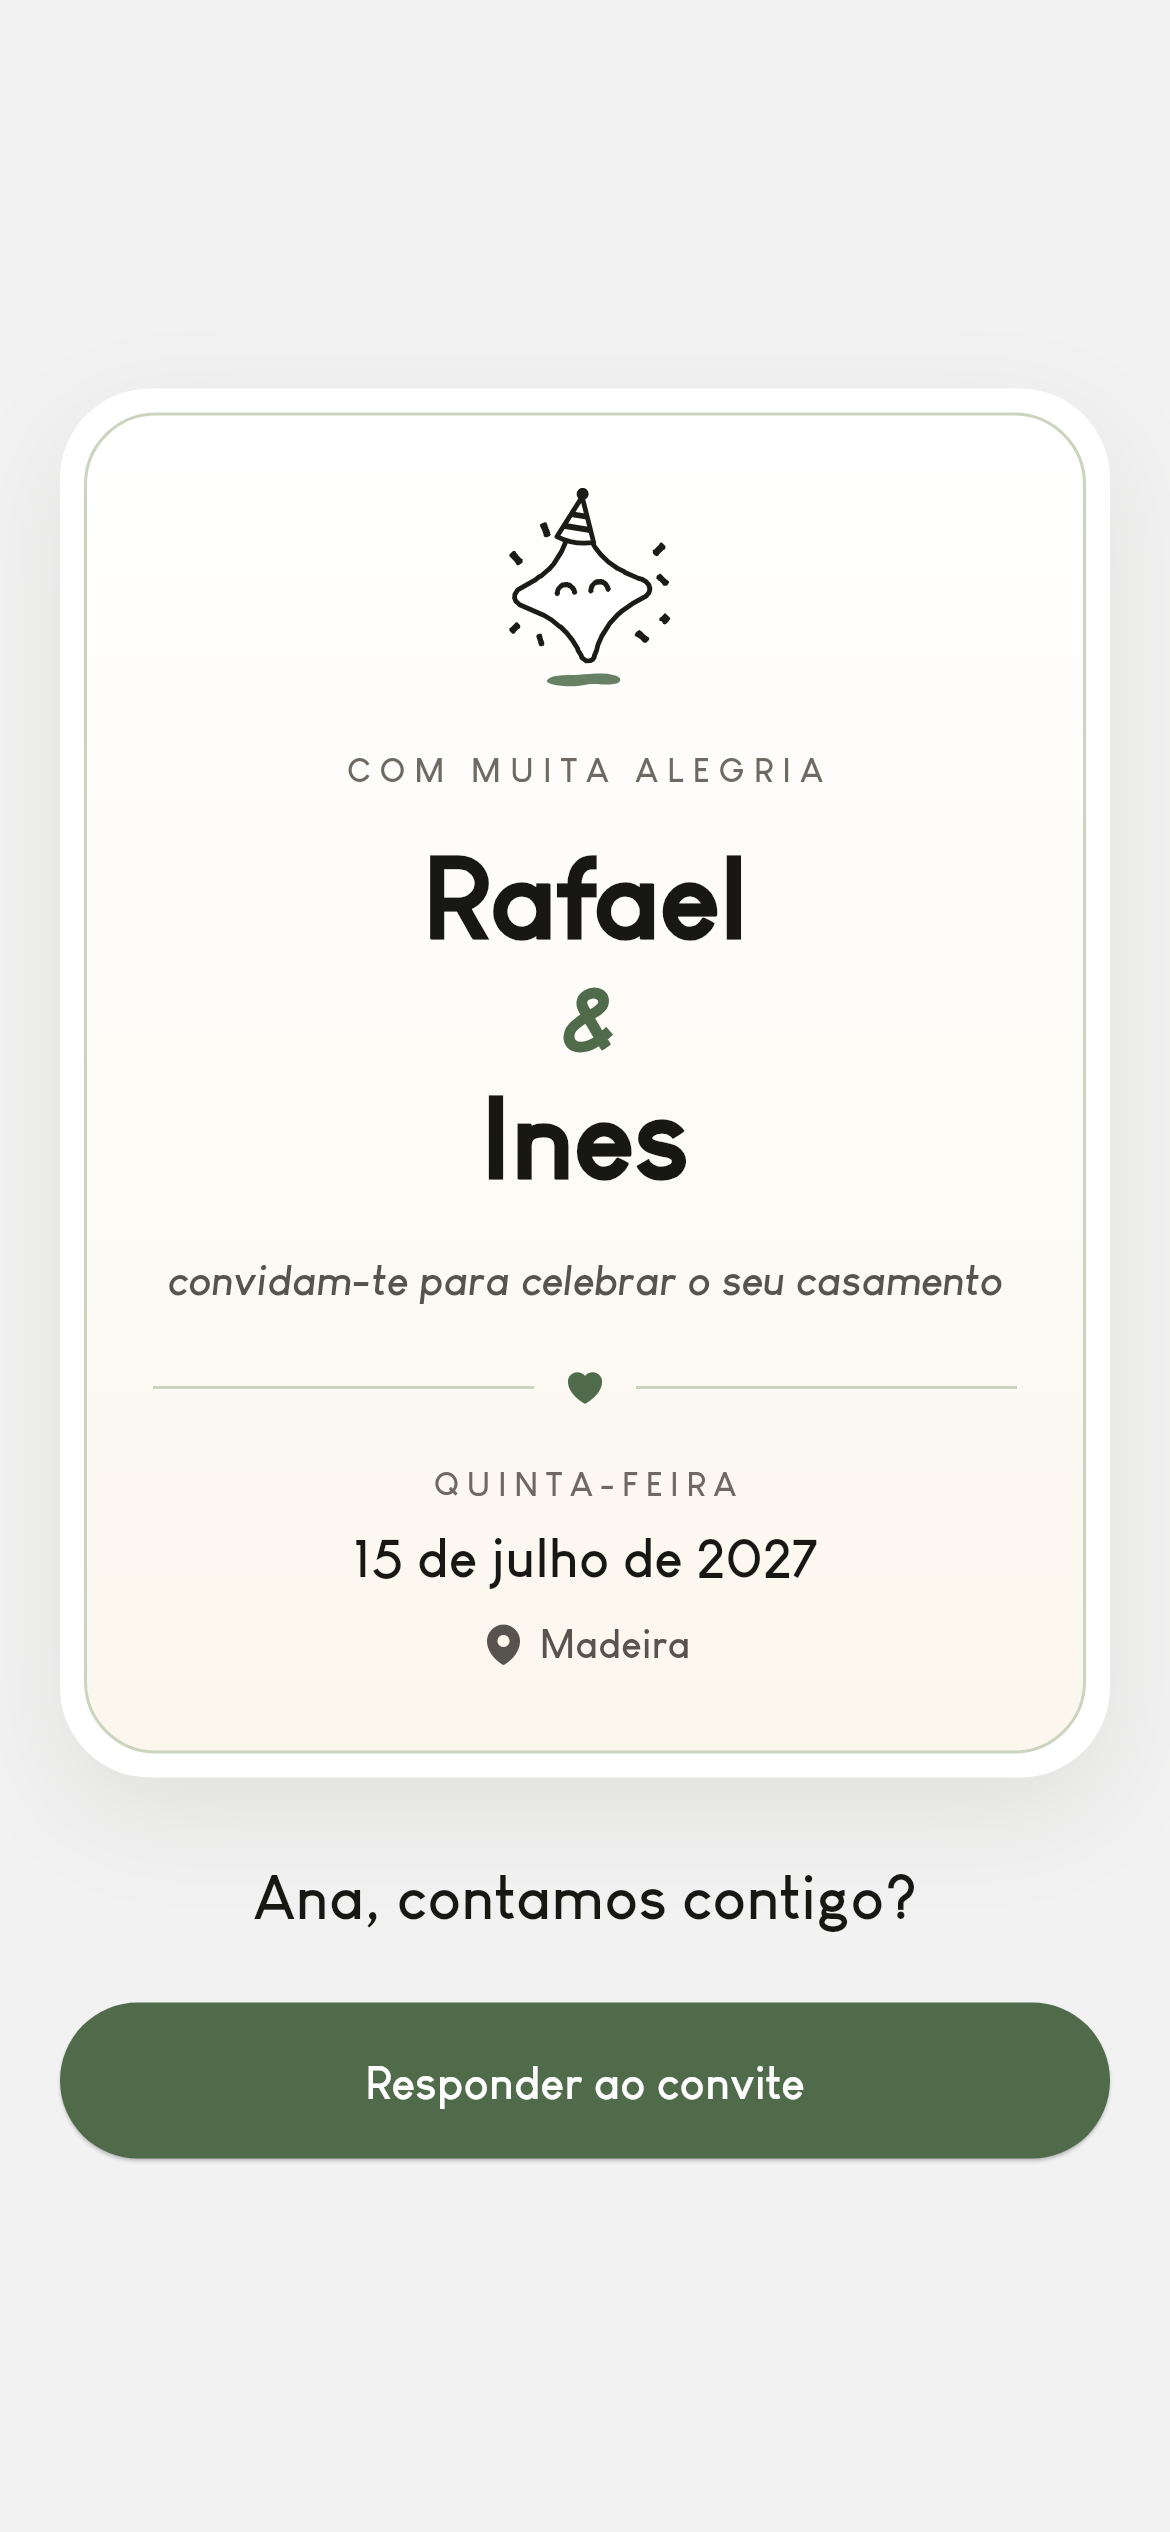 COM MUITA ALEGRIA
Rafael
&
Ines
convidam-te para celebrar o seu casamento
QUINTA-FEIRA
15 de julho de 2027
Madeira
Ana, contamos contigo?
Responder ao convite